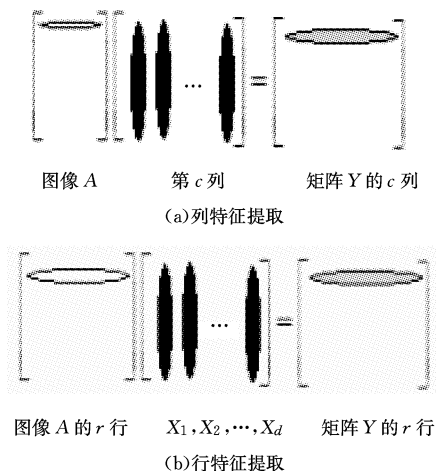 … =
图像 A 第 c 列 矩阵 Y 的 c 列
(a)列特征提取
… =
图像 A 的 r 行 X₁,X₂,…,X_d 矩阵 Y 的 r 行
(b)行特征提取